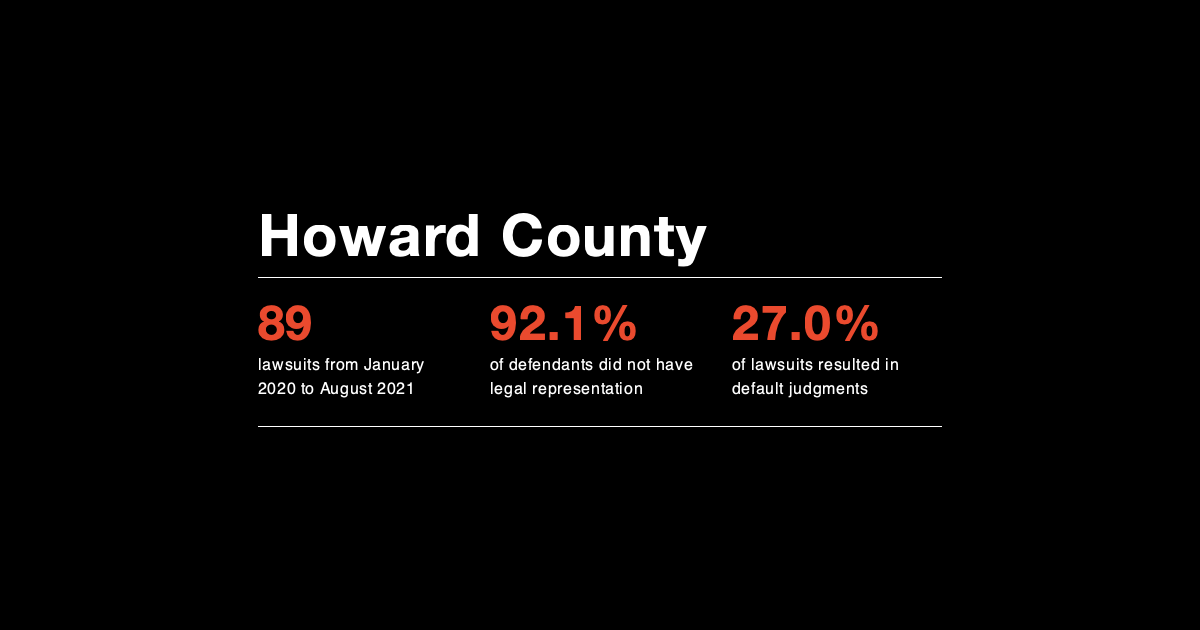 Howard County
89
lawsuits from January
2020 to August 2021
92.1%
of defendants did not have
legal representation
27.0%
of lawsuits resulted in
default judgments